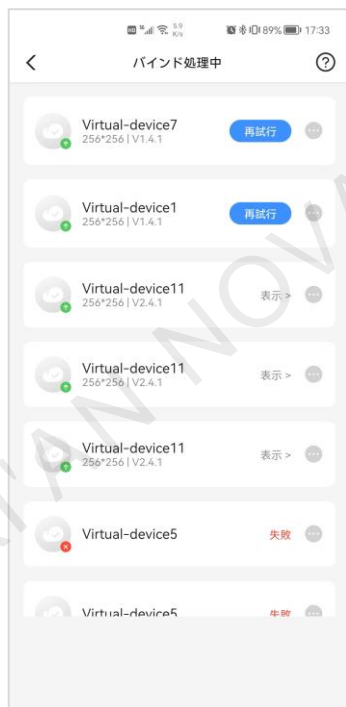 5.9
K/s
89%
17:33
バインド処理中
Virtual-device7
256*256 | V1.4.1
再試行
Virtual-device1
256*256 | V1.4.1
再試行
Virtual-device11
256*256 | V2.4.1
表示 >
Virtual-device11
256*256 | V2.4.1
表示 >
Virtual-device11
256*256 | V2.4.1
表示 >
Virtual-device5
失敗
Virtual-device5
失敗